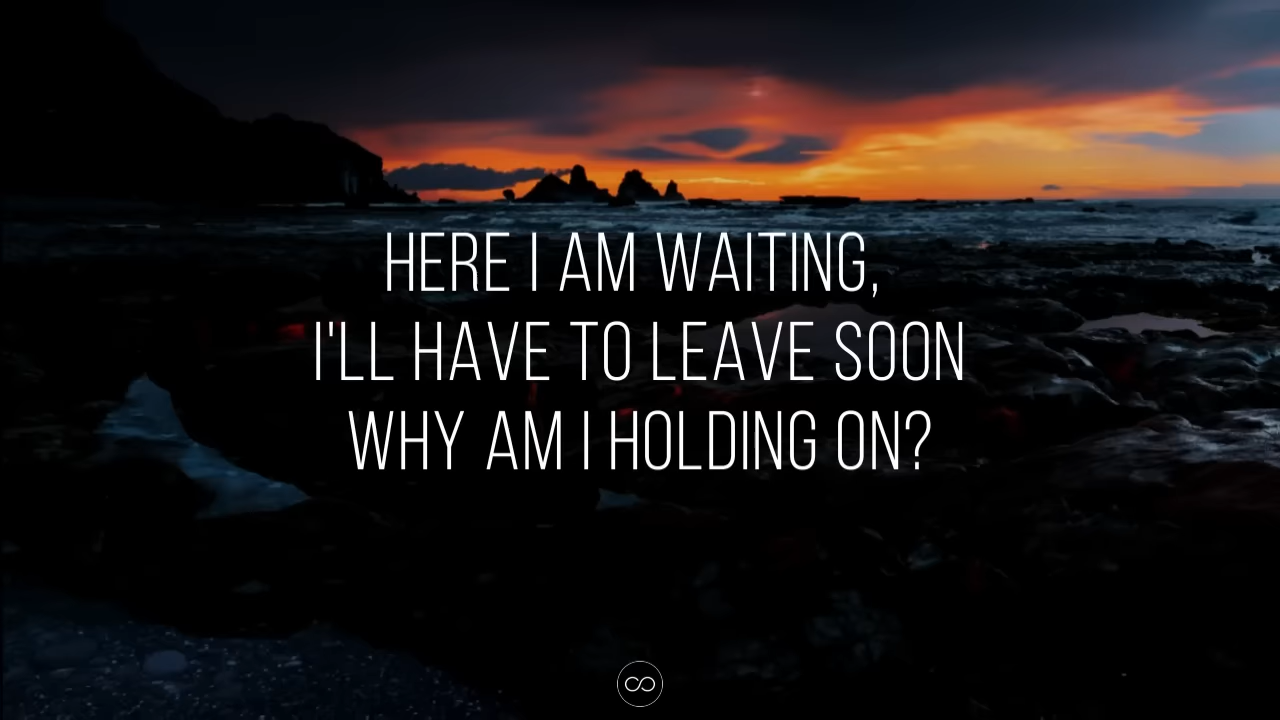 HERE I AM WAITING,
I'LL HAVE TO LEAVE SOON
WHY AM I HOLDING ON?